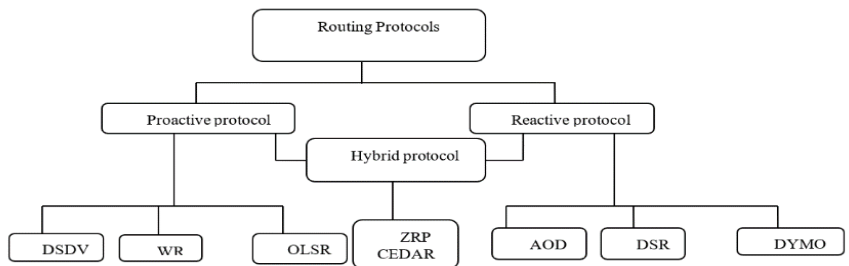 Routing Protocols
Proactive protocol
Reactive protocol
Hybrid protocol
DSDV
WR
OLSR
ZRP
CEDAR
AOD
DSR
DYMO